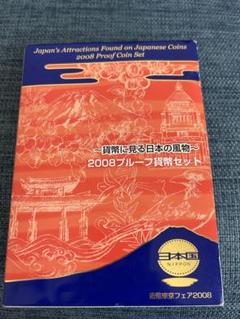 Japan's Attractions Found on Japanese Coins
2008 Proof Coin Set
～貨幣に見る日本の風物～
2008プルーフ貨幣セット
日本国
NIPPON
造幣東京フェア2008